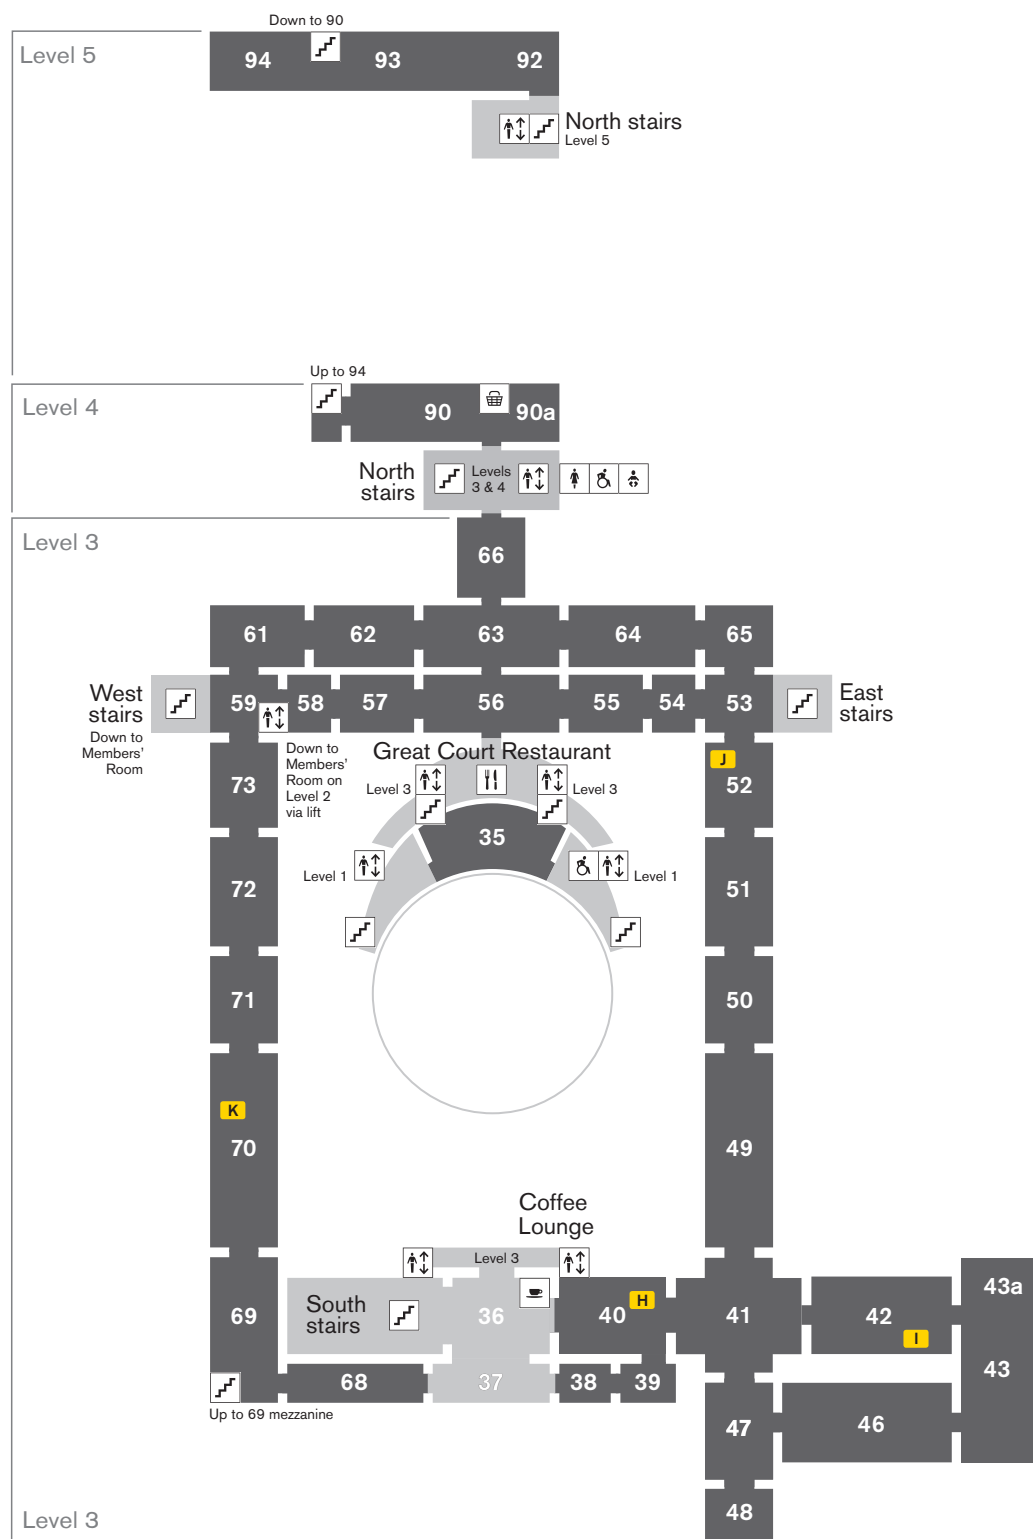 Down to 90
Level 5
94
93
92
North stairs
Level 5
Up to 94
Level 4
90
90a
North
stairs
Levels
3 & 4
Level 3
66
61
62
63
64
65
West
stairs
Down to
Members'
Room
59
58
57
56
55
54
53
East
stairs
Down to
Members'
Room on
Level 2
via lift
Great Court Restaurant
Level 3
Level 3
J
73
52
35
Level 1
Level 1
72
51
71
50
K
70
49
Coffee
Lounge
Level 3
South
stairs
36
H
40
41
42
I
43a
69
68
37
38
39
43
Up to 69 mezzanine
47
46
48
Level 3